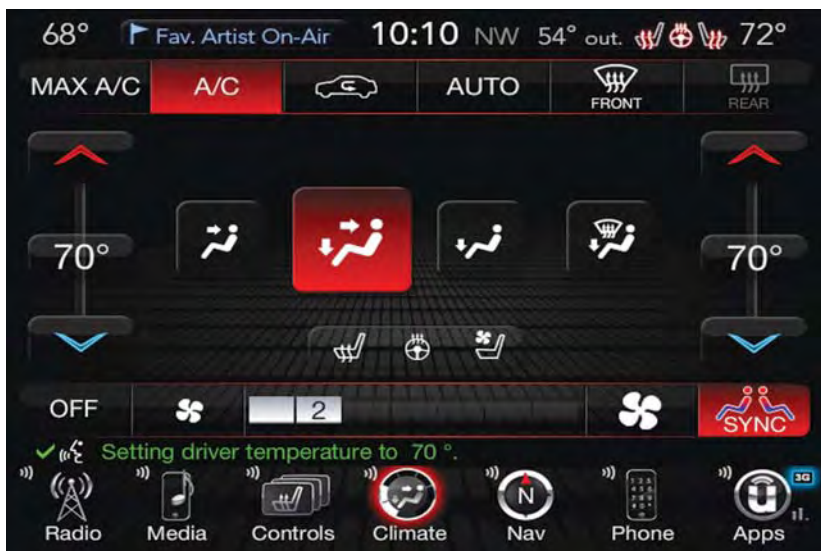 68° Fav. Artist On-Air 10:10 NW 54° out. 72°
MAX A/C A/C AUTO FRONT REAR
70° 70°
OFF 2 SYNC
Setting driver temperature to 70 °.
3G
Radio Media Controls Climate N Nav Phone u Apps